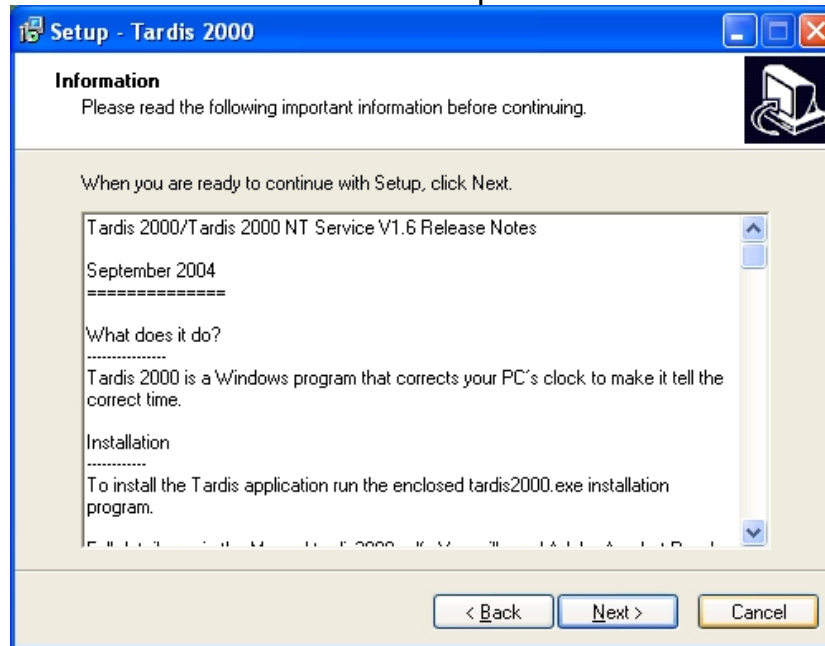 Setup - Tardis 2000
Information
Please read the following important information before continuing.
When you are ready to continue with Setup, click Next.
Tardis 2000/Tardis 2000 NT Service V1.6 Release Notes
September 2004
==============
What does it do?
----------------
Tardis 2000 is a Windows program that corrects your PC´s clock to make it tell the
correct time.
Installation
------------
To install the Tardis application run the enclosed tardis2000.exe installation
program.
< Back
Next >
Cancel